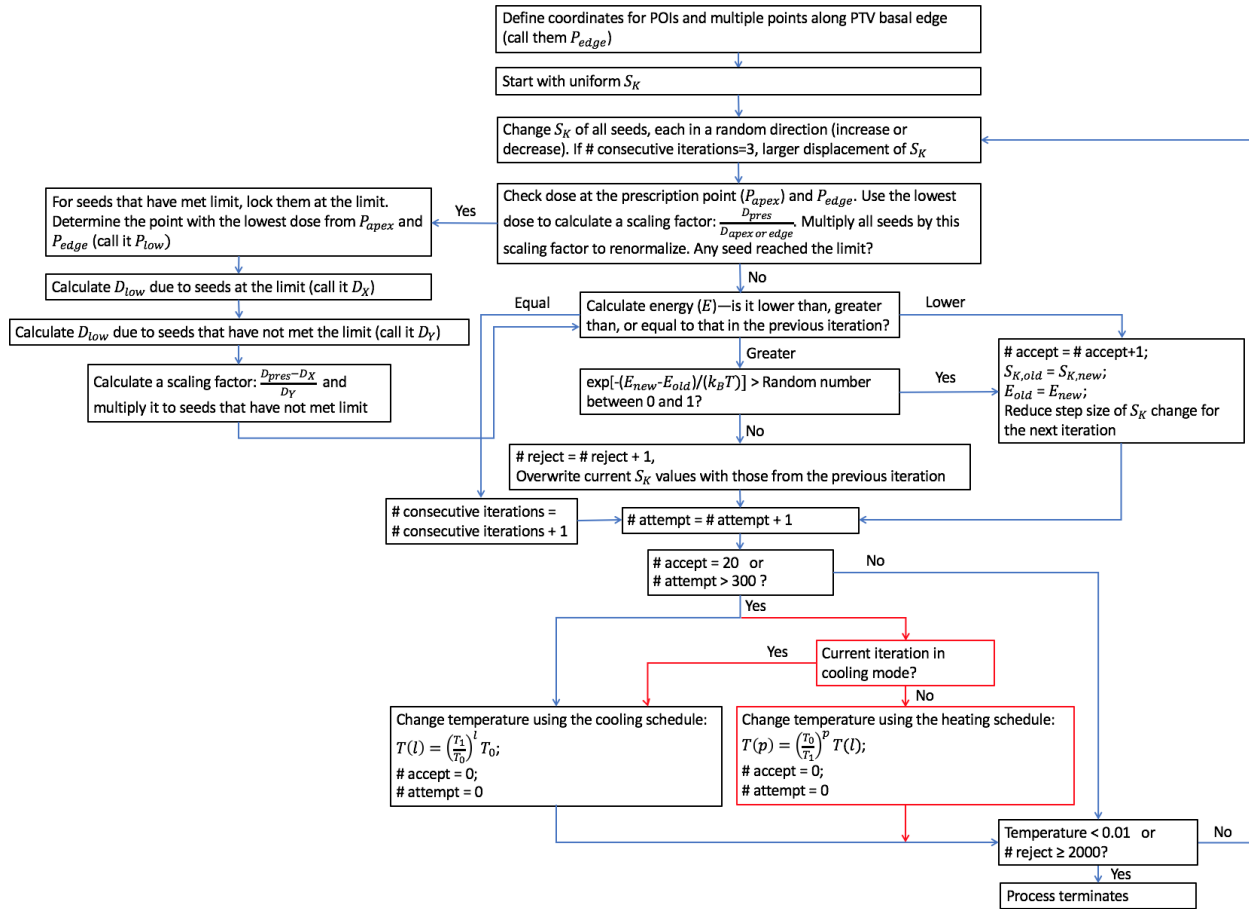 Define coordinates for POIs and multiple points along PTV basal edge
(call them P_edge)
Start with uniform S_K
Change S_K of all seeds, each in a random direction (increase or
decrease). If # consecutive iterations=3, larger displacement of S_K
Check dose at the prescription point (P_apex) and P_edge. Use the lowest
dose to calculate a scaling factor: D_pres/D_apex or edge. Multiply all seeds by this
scaling factor to renormalize. Any seed reached the limit?
Yes
For seeds that have met limit, lock them at the limit.
Determine the point with the lowest dose from P_apex and
P_edge (call it P_low)
Calculate D_low due to seeds at the limit (call it D_X)
Calculate D_low due to seeds that have not met the limit (call it D_Y)
Calculate a scaling factor: (D_pres−D_X)/D_Y and
multiply it to seeds that have not met limit
No
Calculate energy (E)—is it lower than, greater
than, or equal to that in the previous iteration?
Equal
Lower
Greater
exp[-(E_new-E_old)/(k_BT)] > Random number
between 0 and 1?
Yes
# accept = # accept+1;
S_K,old = S_K,new;
E_old = E_new;
Reduce step size of S_K change for
the next iteration
No
# reject = # reject + 1,
Overwrite current S_K values with those from the previous iteration
# consecutive iterations =
# consecutive iterations + 1
# attempt = # attempt + 1
# accept = 20 or
# attempt > 300 ?
No
Yes
Current iteration in
cooling mode?
Yes
No
Change temperature using the cooling schedule:
T(l) = (T_1/T_0)^l T_0;
# accept = 0;
# attempt = 0
Change temperature using the heating schedule:
T(p) = (T_0/T_1)^p T(l);
# accept = 0;
# attempt = 0
Temperature < 0.01 or
# reject ≥ 2000?
No
Yes
Process terminates